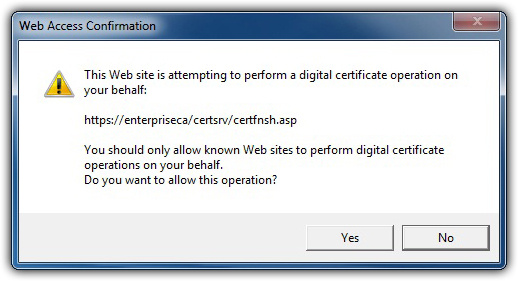 Web Access Confirmation
This Web site is attempting to perform a digital certificate operation on
your behalf:
https://enterpriseca/certsrv/certfnsh.asp
You should only allow known Web sites to perform digital certificate
operations on your behalf.
Do you want to allow this operation?
Yes
No